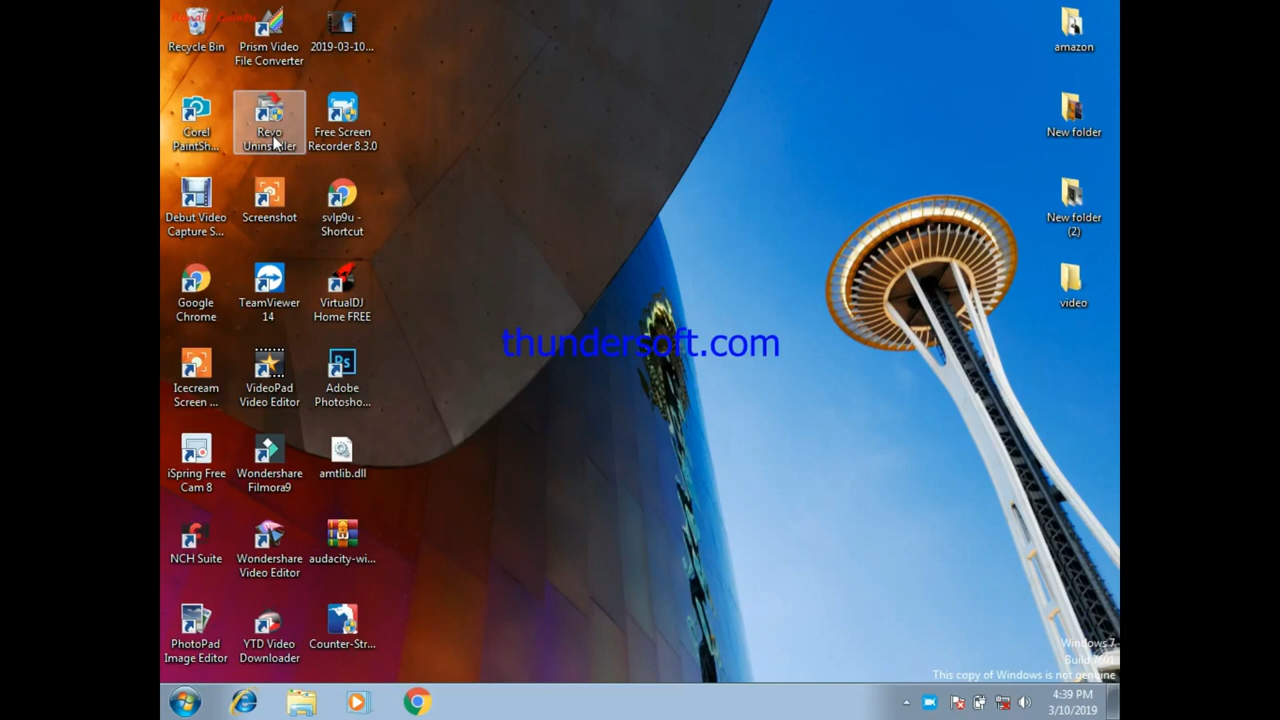 Recycle Bin
Prism Video
File Converter
2019-03-10...
Corel
PaintSh...
Revo
Uninstaller
Free Screen
Recorder 8.3.0
Debut Video
Capture S...
Screenshot
svlp9u -
Shortcut
Google
Chrome
TeamViewer
14
VirtualDJ
Home FREE
Icecream
Screen ...
VideoPad
Video Editor
Adobe
Photosho...
iSpring Free
Cam 8
Wondershare
Filmora9
amtlib.dll
NCH Suite
Wondershare
Video Editor
audacity-wi...
PhotoPad
Image Editor
YTD Video
Downloader
Counter-Str...
amazon
New folder
New folder
(2)
video
thundersoft.com
Windows 7
Build 7601
This copy of Windows is not genuine
4:39 PM
3/10/2019